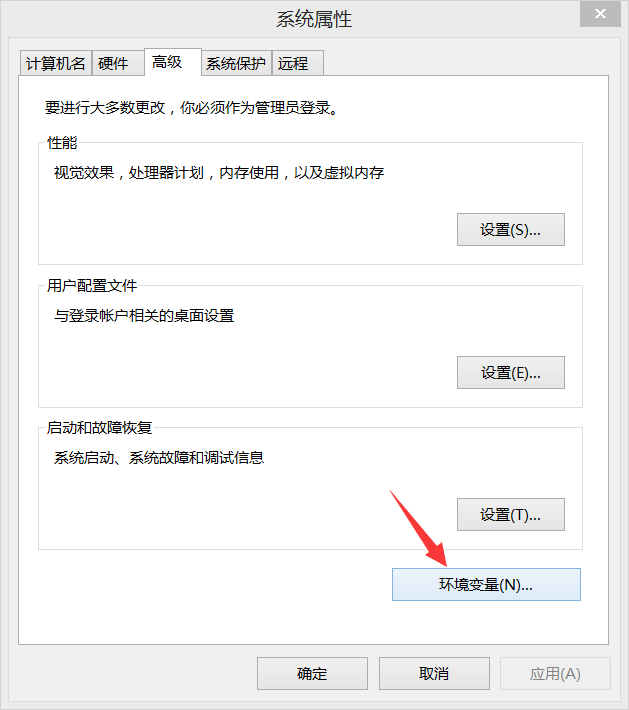 系统属性
计算机名 硬件 高级 系统保护 远程
要进行大多数更改，你必须作为管理员登录。
性能
视觉效果，处理器计划，内存使用，以及虚拟内存
设置(S)...
用户配置文件
与登录帐户相关的桌面设置
设置(E)...
启动和故障恢复
系统启动、系统故障和调试信息
设置(T)...
环境变量(N)...
确定 取消 应用(A)